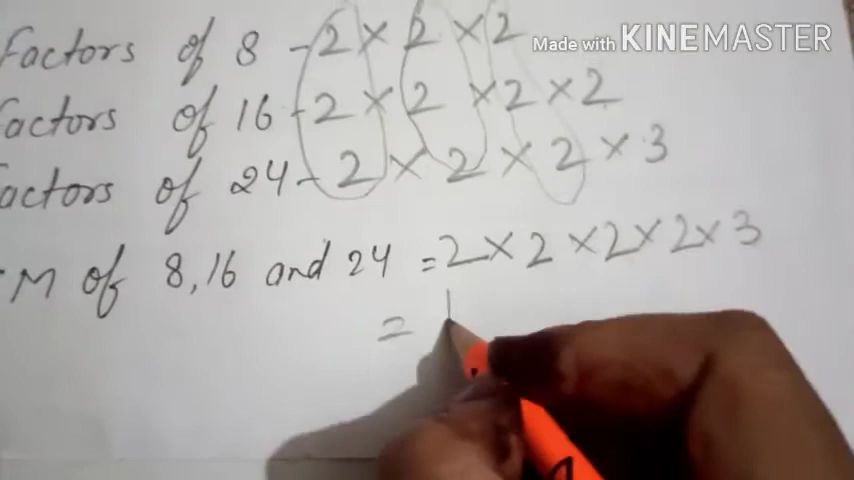 Factors of 8 - 2 × 2 × 2
Made with KINEMASTER
Factors of 16 - 2 × 2 × 2 × 2
actors of 24 - 2 × 2 × 2 × 3
M of 8, 16 and 24 = 2 × 2 × 2 × 2 × 3
=